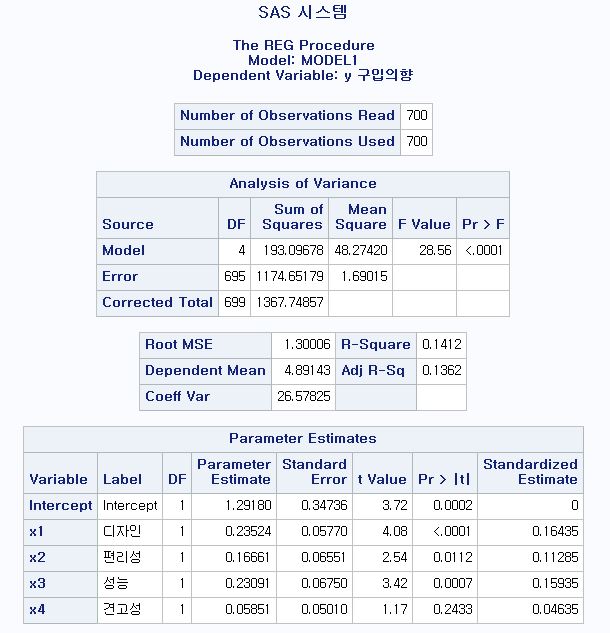 SAS 시스템
The REG Procedure
Model: MODEL1
Dependent Variable: y 구입의향
Number of Observations Read 700
Number of Observations Used 700
Analysis of Variance
Source DF Sum of Squares Mean Square F Value Pr > F
Model 4 193.09678 48.27420 28.56 <.0001
Error 695 1174.65179 1.69015
Corrected Total 699 1367.74857
Root MSE 1.30006 R-Square 0.1412
Dependent Mean 4.89143 Adj R-Sq 0.1362
Coeff Var 26.57825
Parameter Estimates
Variable Label DF Parameter Estimate Standard Error t Value Pr > |t| Standardized Estimate
Intercept Intercept 1 1.29180 0.34736 3.72 0.0002 0
x1 디자인 1 0.23524 0.05770 4.08 <.0001 0.16435
x2 편리성 1 0.16661 0.06551 2.54 0.0112 0.11285
x3 성능 1 0.23091 0.06750 3.42 0.0007 0.15935
x4 견고성 1 0.05851 0.05010 1.17 0.2433 0.04635